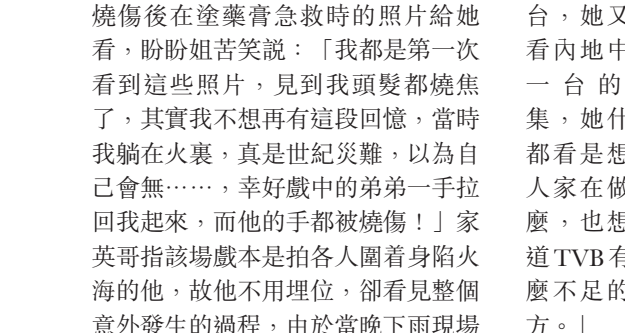 燒傷後在塗藥膏急救時的照片給她
看，盼盼姐苦笑説：「我都是第一次
看到這些照片，見到我頭髮都燒焦
了，其實我不想再有這段回憶，當時
我躺在火裏，真是世紀災難，以為自
己會無……，幸好戲中的弟弟一手拉
回我起來，而他的手都被燒傷！」家
英哥指該場戲本是拍各人圍着身陷火
海的他，故他不用埋位，卻看見整個
意外發生的過程，由於當晚下雨現場
台，她又
看內地中
一台的
集，她什
都看是想
人家在做
麼，也想
道TVB有
麼不足的
方。」